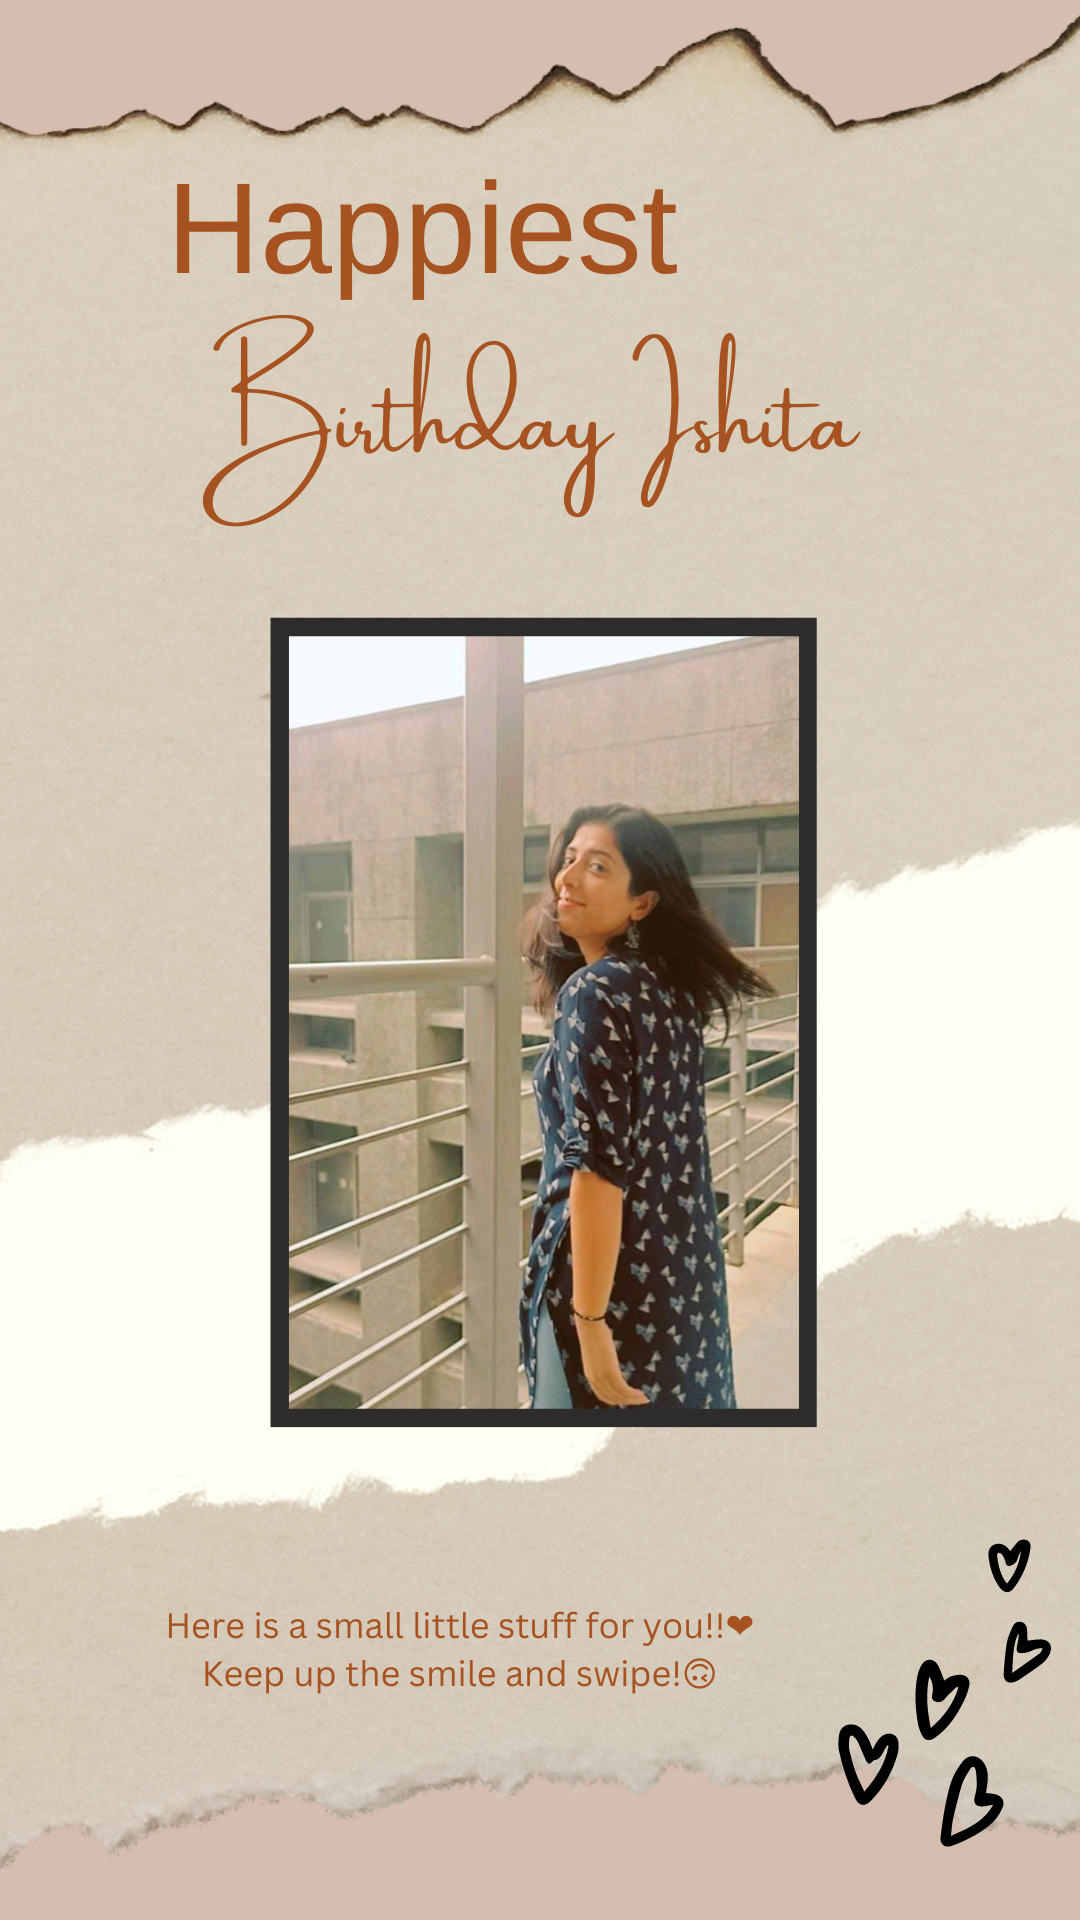 Happiest
Birthday Ishita
Here is a small little stuff for you!!❤
Keep up the smile and swipe!🙃